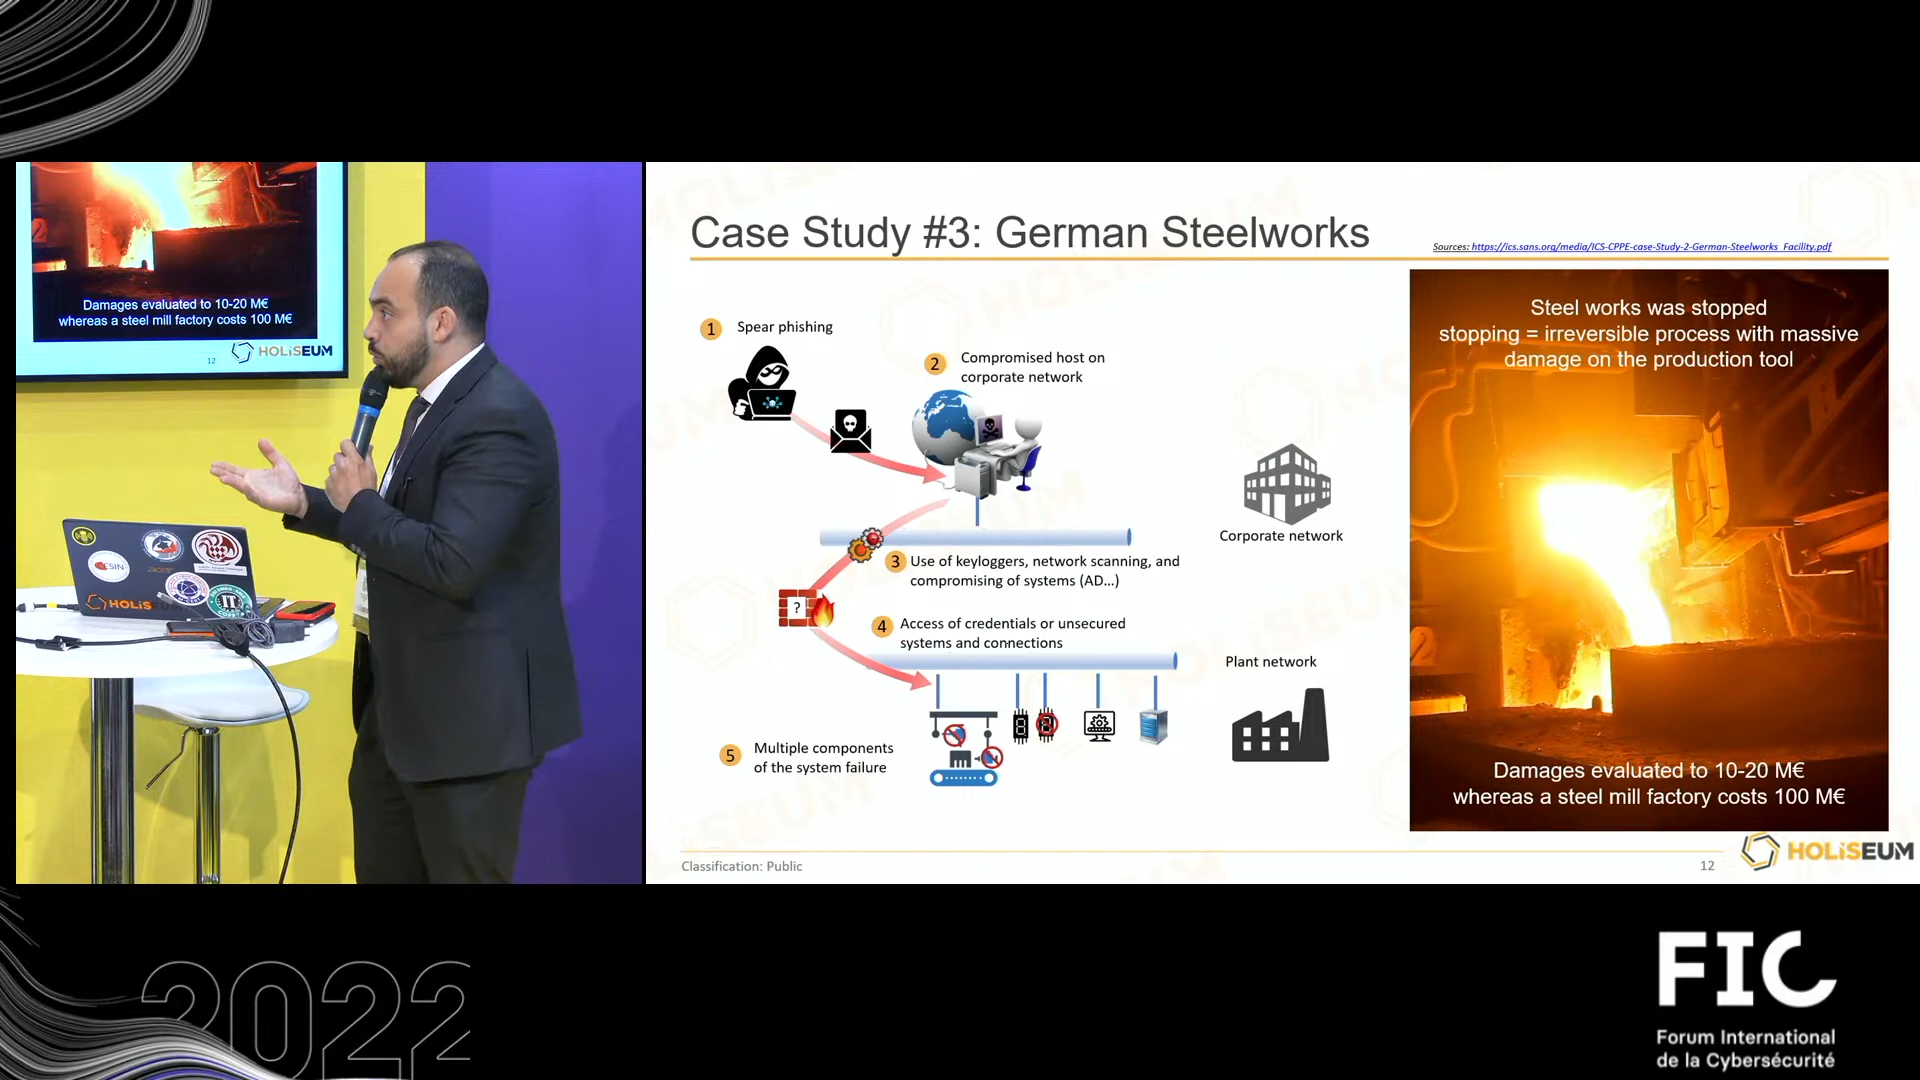 Damages evaluated to 10-20 M€
whereas a steel mill factory costs 100 M€
12
HOLiSEUM
CESIN
acer
HOLiS
Case Study #3: German Steelworks
Sources: https://ics.sans.org/media/ICS-CPPE-case-Study-2-German-Steelworks_Facility.pdf
1 Spear phishing
2 Compromised host on
corporate network
Corporate network
3 Use of keyloggers, network scanning, and
compromising of systems (AD...)
?
4 Access of credentials or unsecured
systems and connections
Plant network
5 Multiple components
of the system failure
Steel works was stopped
stopping = irreversible process with massive
damage on the production tool
Damages evaluated to 10-20 M€
whereas a steel mill factory costs 100 M€
Classification: Public
12
HOLiSEUM
2022
FIC
Forum International
de la Cybersécurité